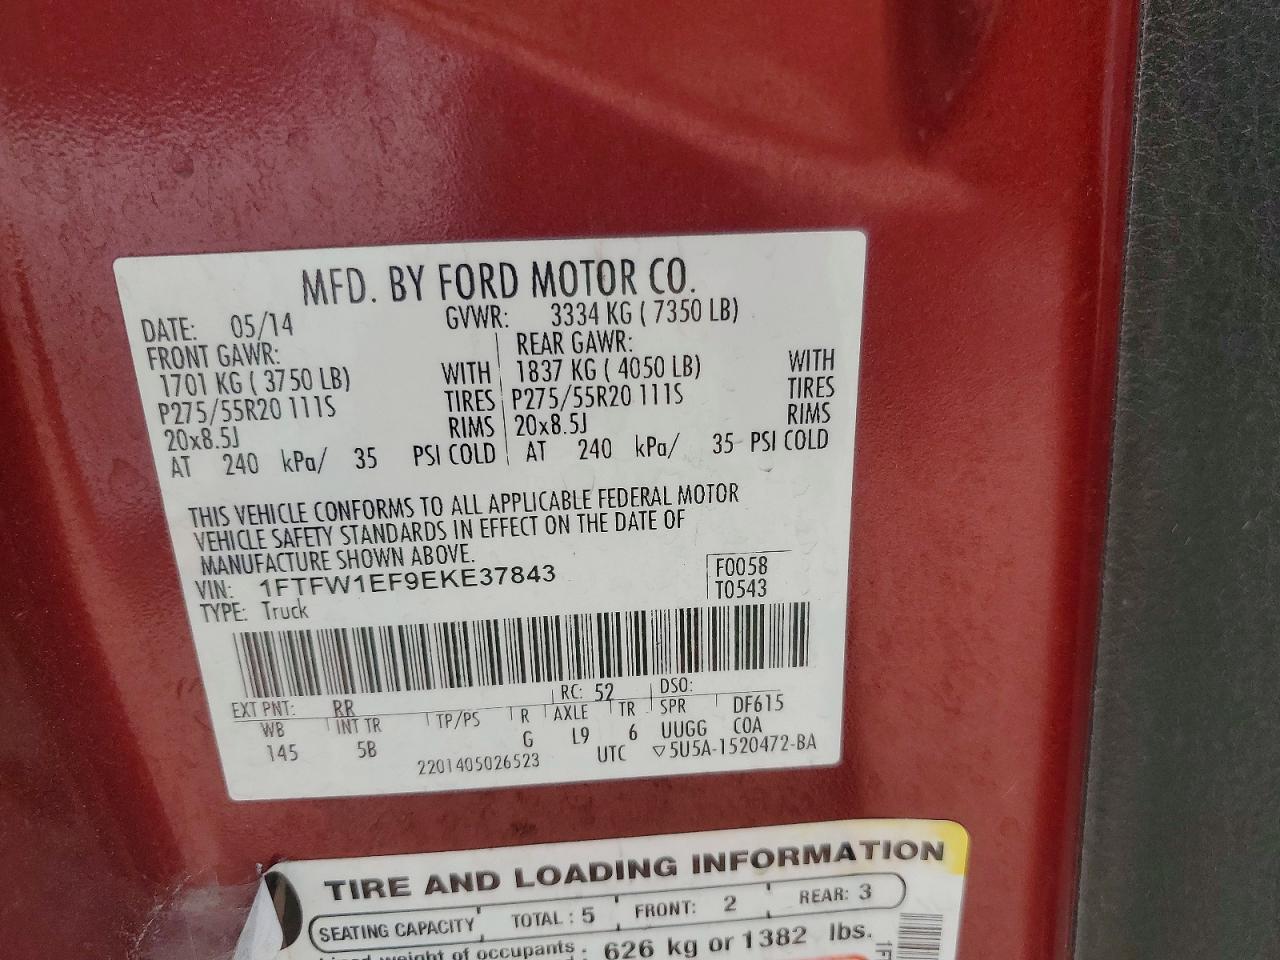 MFD. BY FORD MOTOR CO.
DATE: 05/14 GVWR: 3334 KG ( 7350 LB)
FRONT GAWR: REAR GAWR:
1701 KG ( 3750 LB) WITH 1837 KG ( 4050 LB) WITH
P275/55R20 111S TIRES P275/55R20 111S TIRES
20x8.5J RIMS 20x8.5J RIMS
AT 240 kPa/ 35 PSI COLD AT 240 kPa/ 35 PSI COLD
THIS VEHICLE CONFORMS TO ALL APPLICABLE FEDERAL MOTOR
VEHICLE SAFETY STANDARDS IN EFFECT ON THE DATE OF
MANUFACTURE SHOWN ABOVE.
VIN: 1FTFW1EF9EKE37843 F0058
TYPE: Truck T0543
EXT PNT: RR RC: 52 DSO:
WB INT TR TP/PS R AXLE TR SPR DF615
145 5B G L9 6 UUGG COA
2201405026523 UTC ▽5U5A-1520472-BA
TIRE AND LOADING INFORMATION
SEATING CAPACITY TOTAL : 5 FRONT: 2 REAR: 3
weight of occupants 626 kg or 1382 lbs.